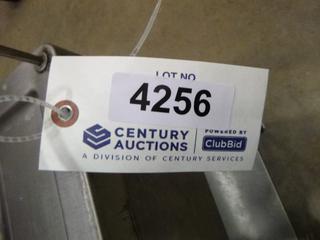 LOT NO
4256
CENTURY
AUCTIONS
POWERED BY
ClubBid
A DIVISION OF CENTURY SERVICES